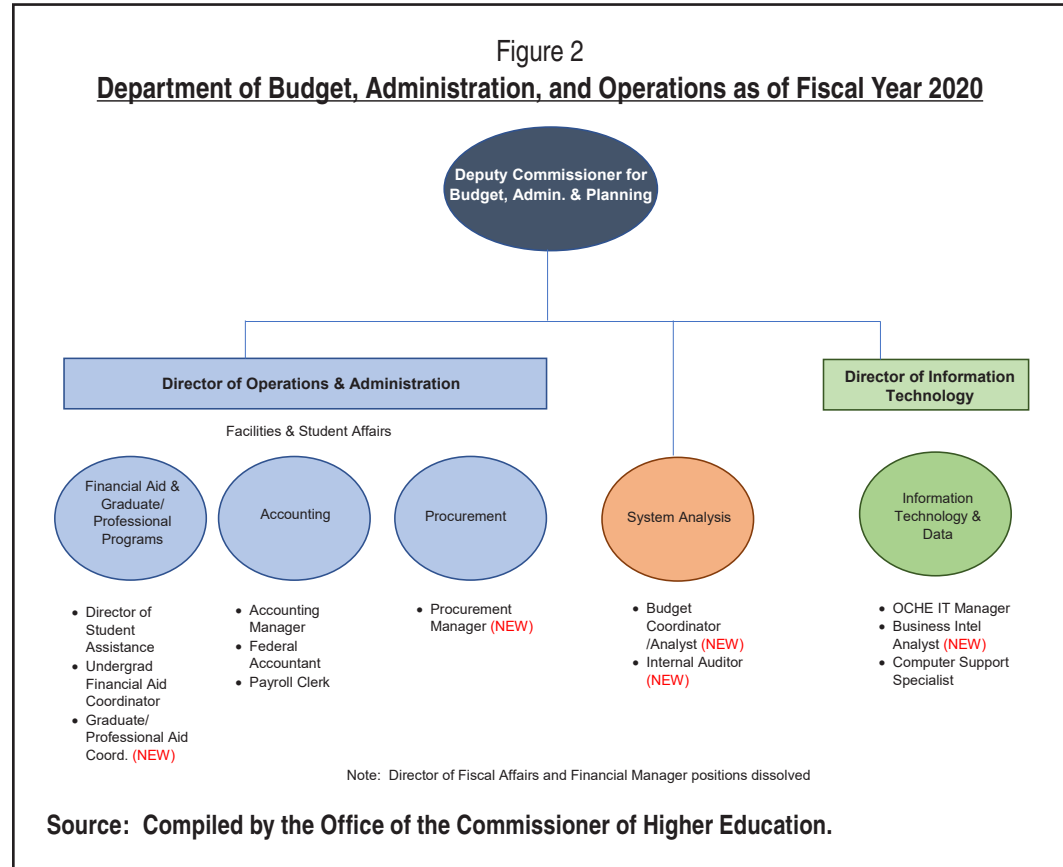 Figure 2
Department of Budget, Administration, and Operations as of Fiscal Year 2020
Deputy Commissioner for
Budget, Admin. & Planning
Director of Operations & Administration
Director of Information
Technology
Facilities & Student Affairs
Financial Aid &
Graduate/
Professional
Programs
Accounting
Procurement
System Analysis
Information
Technology &
Data
• Director of
Student
Assistance
• Undergrad
Financial Aid
Coordinator
• Graduate/
Professional Aid
Coord. (NEW)
• Accounting
Manager
• Federal
Accountant
• Payroll Clerk
• Procurement
Manager (NEW)
• Budget
Coordinator
/Analyst (NEW)
• Internal Auditor
(NEW)
• OCHE IT Manager
• Business Intel
Analyst (NEW)
• Computer Support
Specialist
Note: Director of Fiscal Affairs and Financial Manager positions dissolved
Source: Compiled by the Office of the Commissioner of Higher Education.